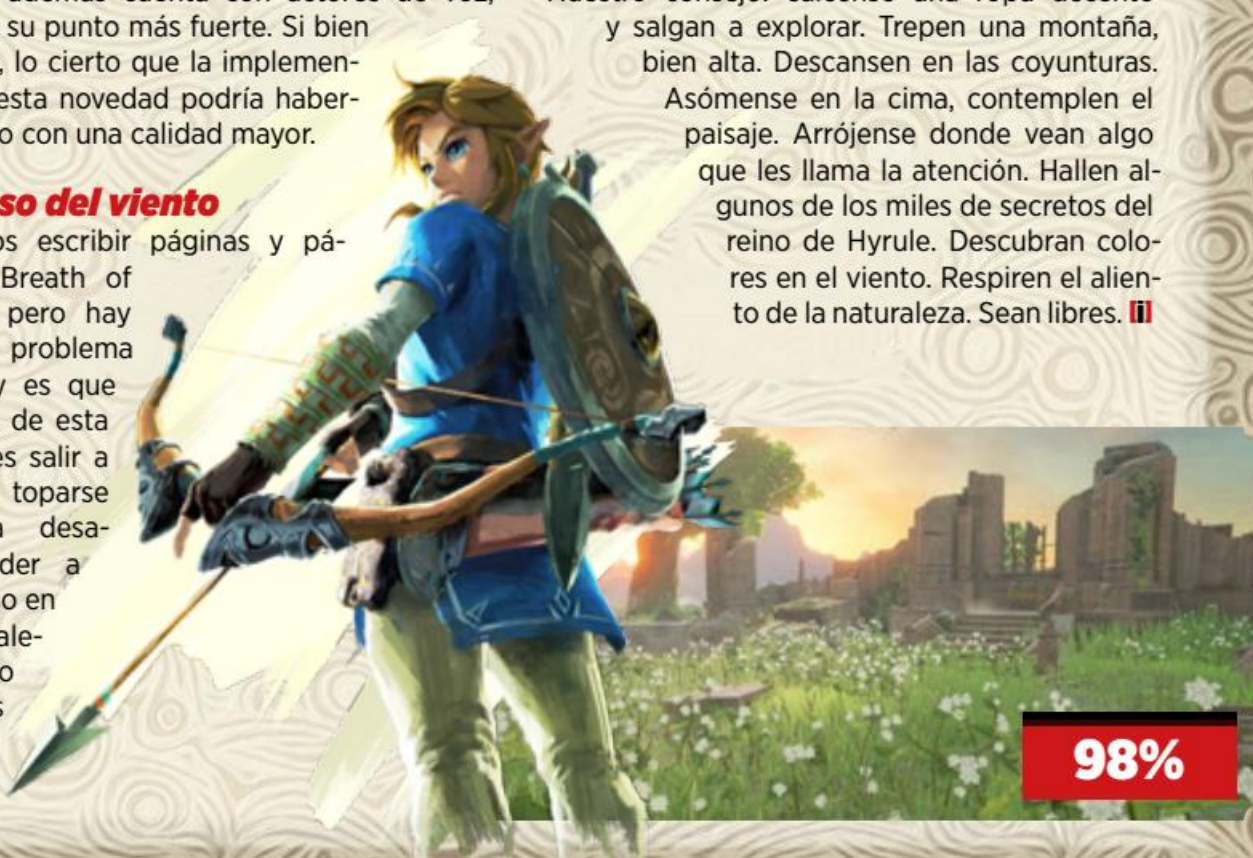 su punto más fuerte. Si bien
, lo cierto que la implemen-
esta novedad podría haber-
o con una calidad mayor.
so del viento
os escribir páginas y pá-
Breath of
pero hay
problema
y es que
de esta
es salir a
toparse
a desa-
der a
o en
ale-
o
s
y salgan a explorar. Trepen una montaña,
bien alta. Descansen en las coyunturas.
Asómense en la cima, contemplen el
paisaje. Arrójense donde vean algo
que les llama la atención. Hallen al-
gunos de los miles de secretos del
reino de Hyrule. Descubran colo-
res en el viento. Respiren el alien-
to de la naturaleza. Sean libres. [i]
98%